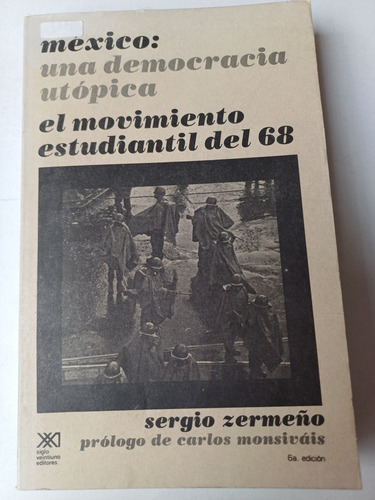 méxico:
una democracia
utópica
el movimiento
estudiantil del 68
sergio zermeño
prólogo de carlos monsiváis
siglo
veintiuno
editores
6a. edición